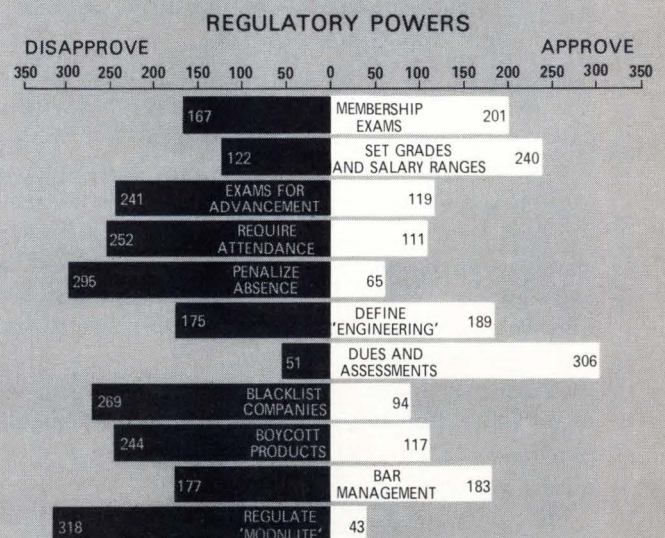 REGULATORY POWERS
DISAPPROVE APPROVE
350 300 250 200 150 100 50 0 50 100 150 200 250 300 350
167 MEMBERSHIP EXAMS 201
122 SET GRADES AND SALARY RANGES 240
241 EXAMS FOR ADVANCEMENT 119
252 REQUIRE ATTENDANCE 111
295 PENALIZE ABSENCE 65
175 DEFINE 'ENGINEERING' 189
51 DUES AND ASSESSMENTS 306
269 BLACKLIST COMPANIES 94
244 BOYCOTT PRODUCTS 117
177 BAR MANAGEMENT 183
318 REGULATE 'MOONLITE' 43